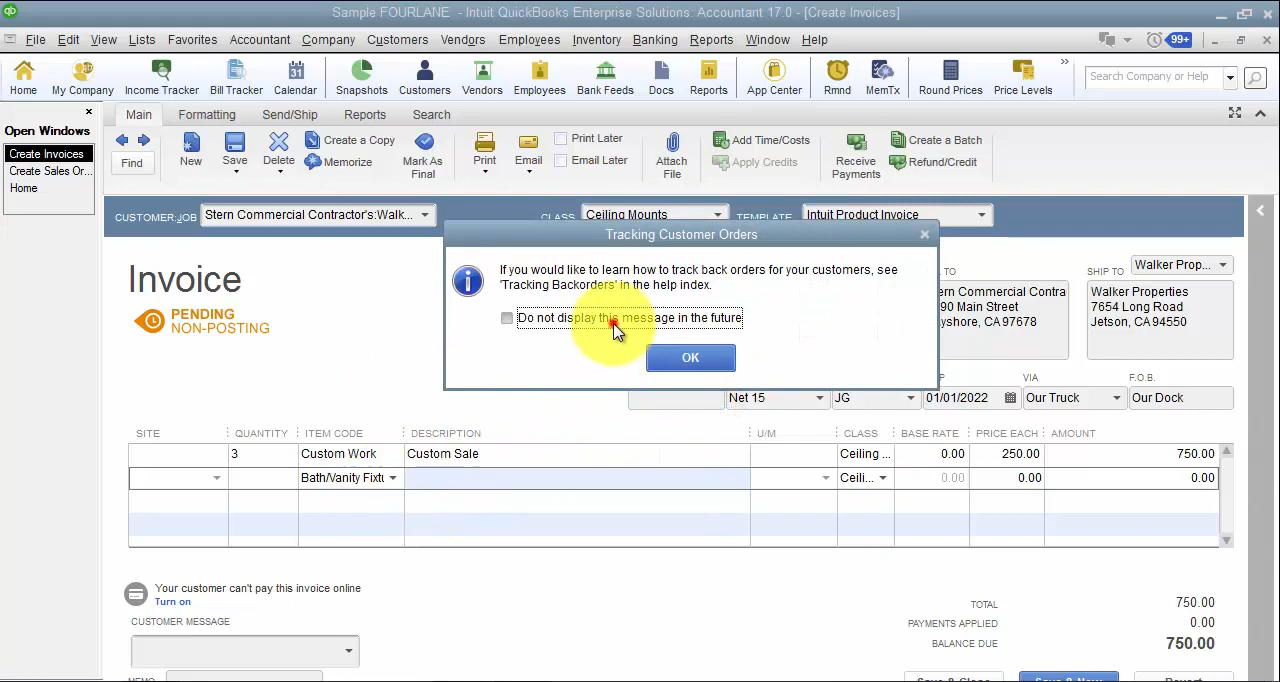 Sample FOURLANE - Intuit QuickBooks Enterprise Solutions: Accountant 17.0 - [Create Invoices]
File Edit View Lists Favorites Accountant Company Customers Vendors Employees Inventory Banking Reports Window Help 99+
Home My Company Income Tracker Bill Tracker Calendar Snapshots Customers Vendors Employees Bank Feeds Docs Reports App Center Rmnd MemTx Round Prices Price Levels Search Company or Help
Open Windows
Create Invoices
Create Sales Or...
Home
Main Formatting Send/Ship Reports Search
Find New Save Delete Create a Copy Memorize Mark As Final Print Email Print Later Email Later Attach File Add Time/Costs Apply Credits Receive Payments Create a Batch Refund/Credit
CUSTOMER:JOB Stern Commercial Contractor's:Walk... CLASS Ceiling Mounts TEMPLATE Intuit Product Invoice
Tracking Customer Orders
If you would like to learn how to track back orders for your customers, see
'Tracking Backorders' in the help index.
Do not display this message in the future
OK
Invoice
PENDING
NON-POSTING
TO
ern Commercial Contra
90 Main Street
yshore, CA 97678
SHIP TO Walker Prop...
Walker Properties
7654 Long Road
Jetson, CA 94550
P VIA F.O.B.
Net 15 JG 01/01/2022 Our Truck Our Dock
SITE QUANTITY ITEM CODE DESCRIPTION U/M CLASS BASE RATE PRICE EACH AMOUNT
3 Custom Work Custom Sale Ceiling ... 0.00 250.00 750.00
Bath/Vanity Fixt Ceili... 0.00 0.00 0.00
Your customer can't pay this invoice online
Turn on
CUSTOMER MESSAGE
TOTAL 750.00
PAYMENTS APPLIED 0.00
BALANCE DUE 750.00
MEMO
Save & Close Save & New Revert